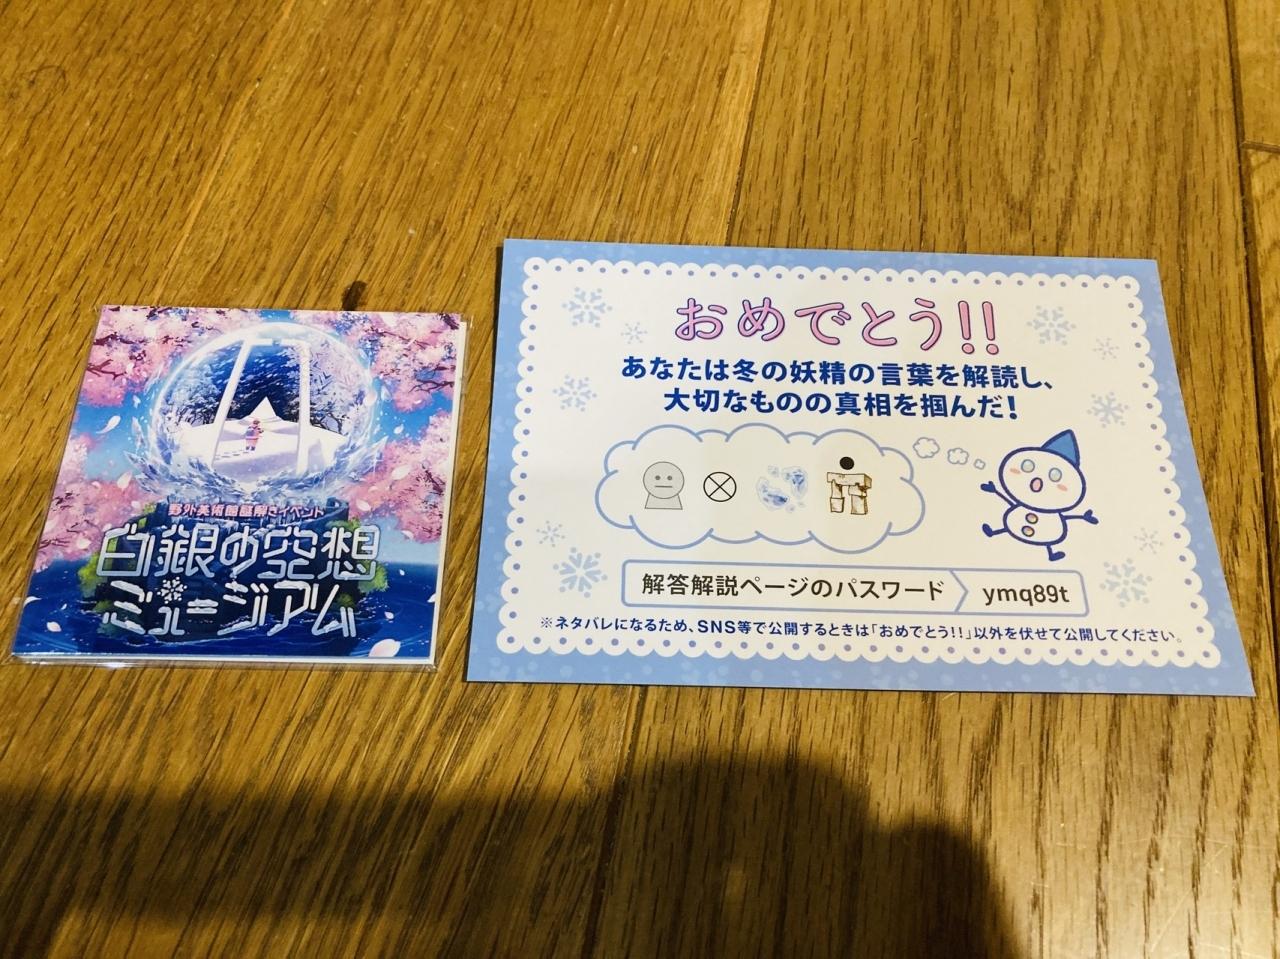 野外美術館謎解きイベント
白銀の空想
ミュージアム
おめでとう!!
あなたは冬の妖精の言葉を解読し、
大切なものの真相を掴んだ!
解答解説ページのパスワード
ymq89t
※ネタバレになるため、SNS等で公開するときは「おめでとう!!」以外を伏せて公開してください。